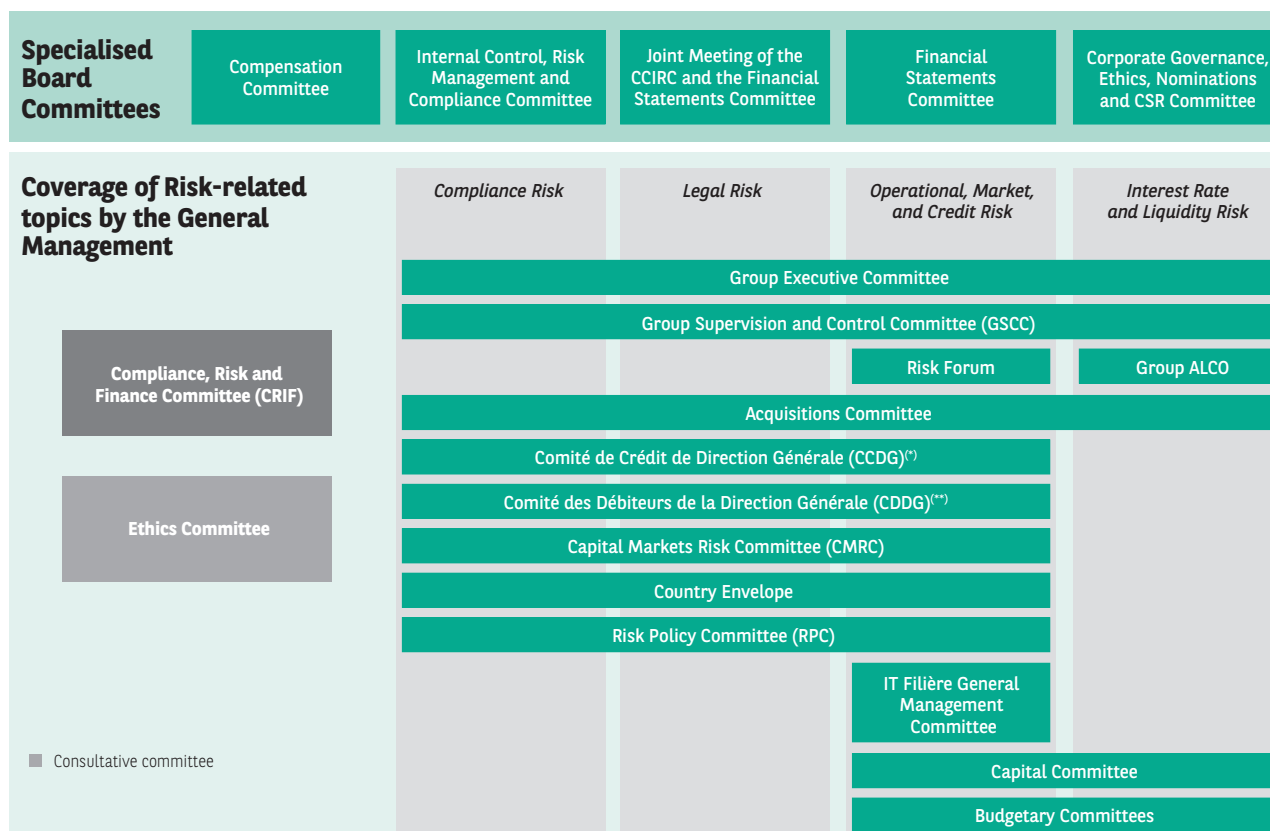 Specialised
Board
Committees
Compensation
Committee
Internal Control, Risk
Management and
Compliance Committee
Joint Meeting of the
CCIRC and the Financial
Statements Committee
Financial
Statements
Committee
Corporate Governance,
Ethics, Nominations
and CSR Committee
Coverage of Risk-related
topics by the General
Management
Compliance Risk
Legal Risk
Operational, Market,
and Credit Risk
Interest Rate
and Liquidity Risk
Group Executive Committee
Group Supervision and Control Committee (GSCC)
Compliance, Risk and
Finance Committee (CRIF)
Risk Forum
Group ALCO
Acquisitions Committee
Comité de Crédit de Direction Générale (CCDG)(*)
Comité des Débiteurs de la Direction Générale (CDDG)(**)
Ethics Committee
Capital Markets Risk Committee (CMRC)
Country Envelope
Risk Policy Committee (RPC)
IT Filière General
Management
Committee
Consultative committee
Capital Committee
Budgetary Committees